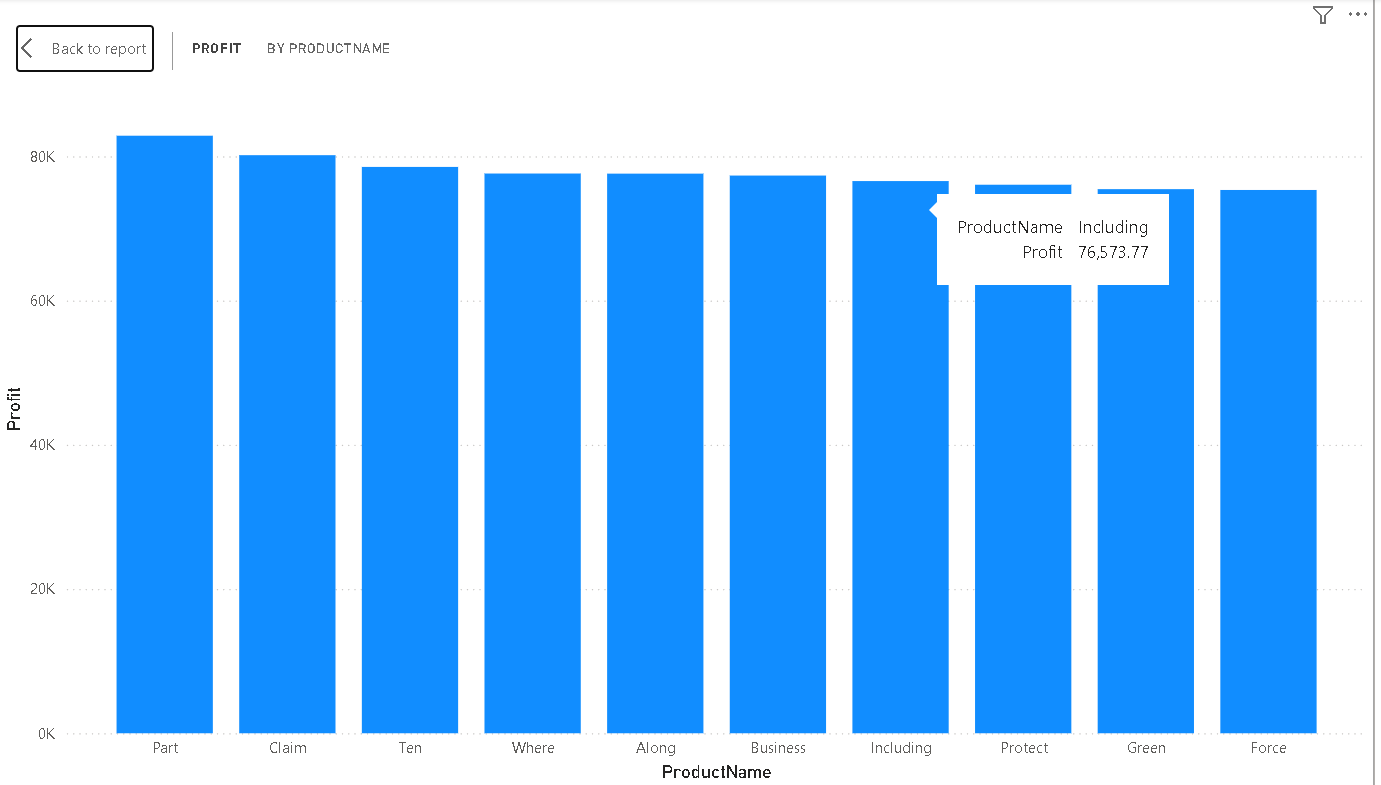 Back to report
PROFIT BY PRODUCTNAME
80K
60K
40K
20K
0K
Profit
ProductName Including
Profit 76,573.77
Part Claim Ten Where Along Business Including Protect Green Force
ProductName